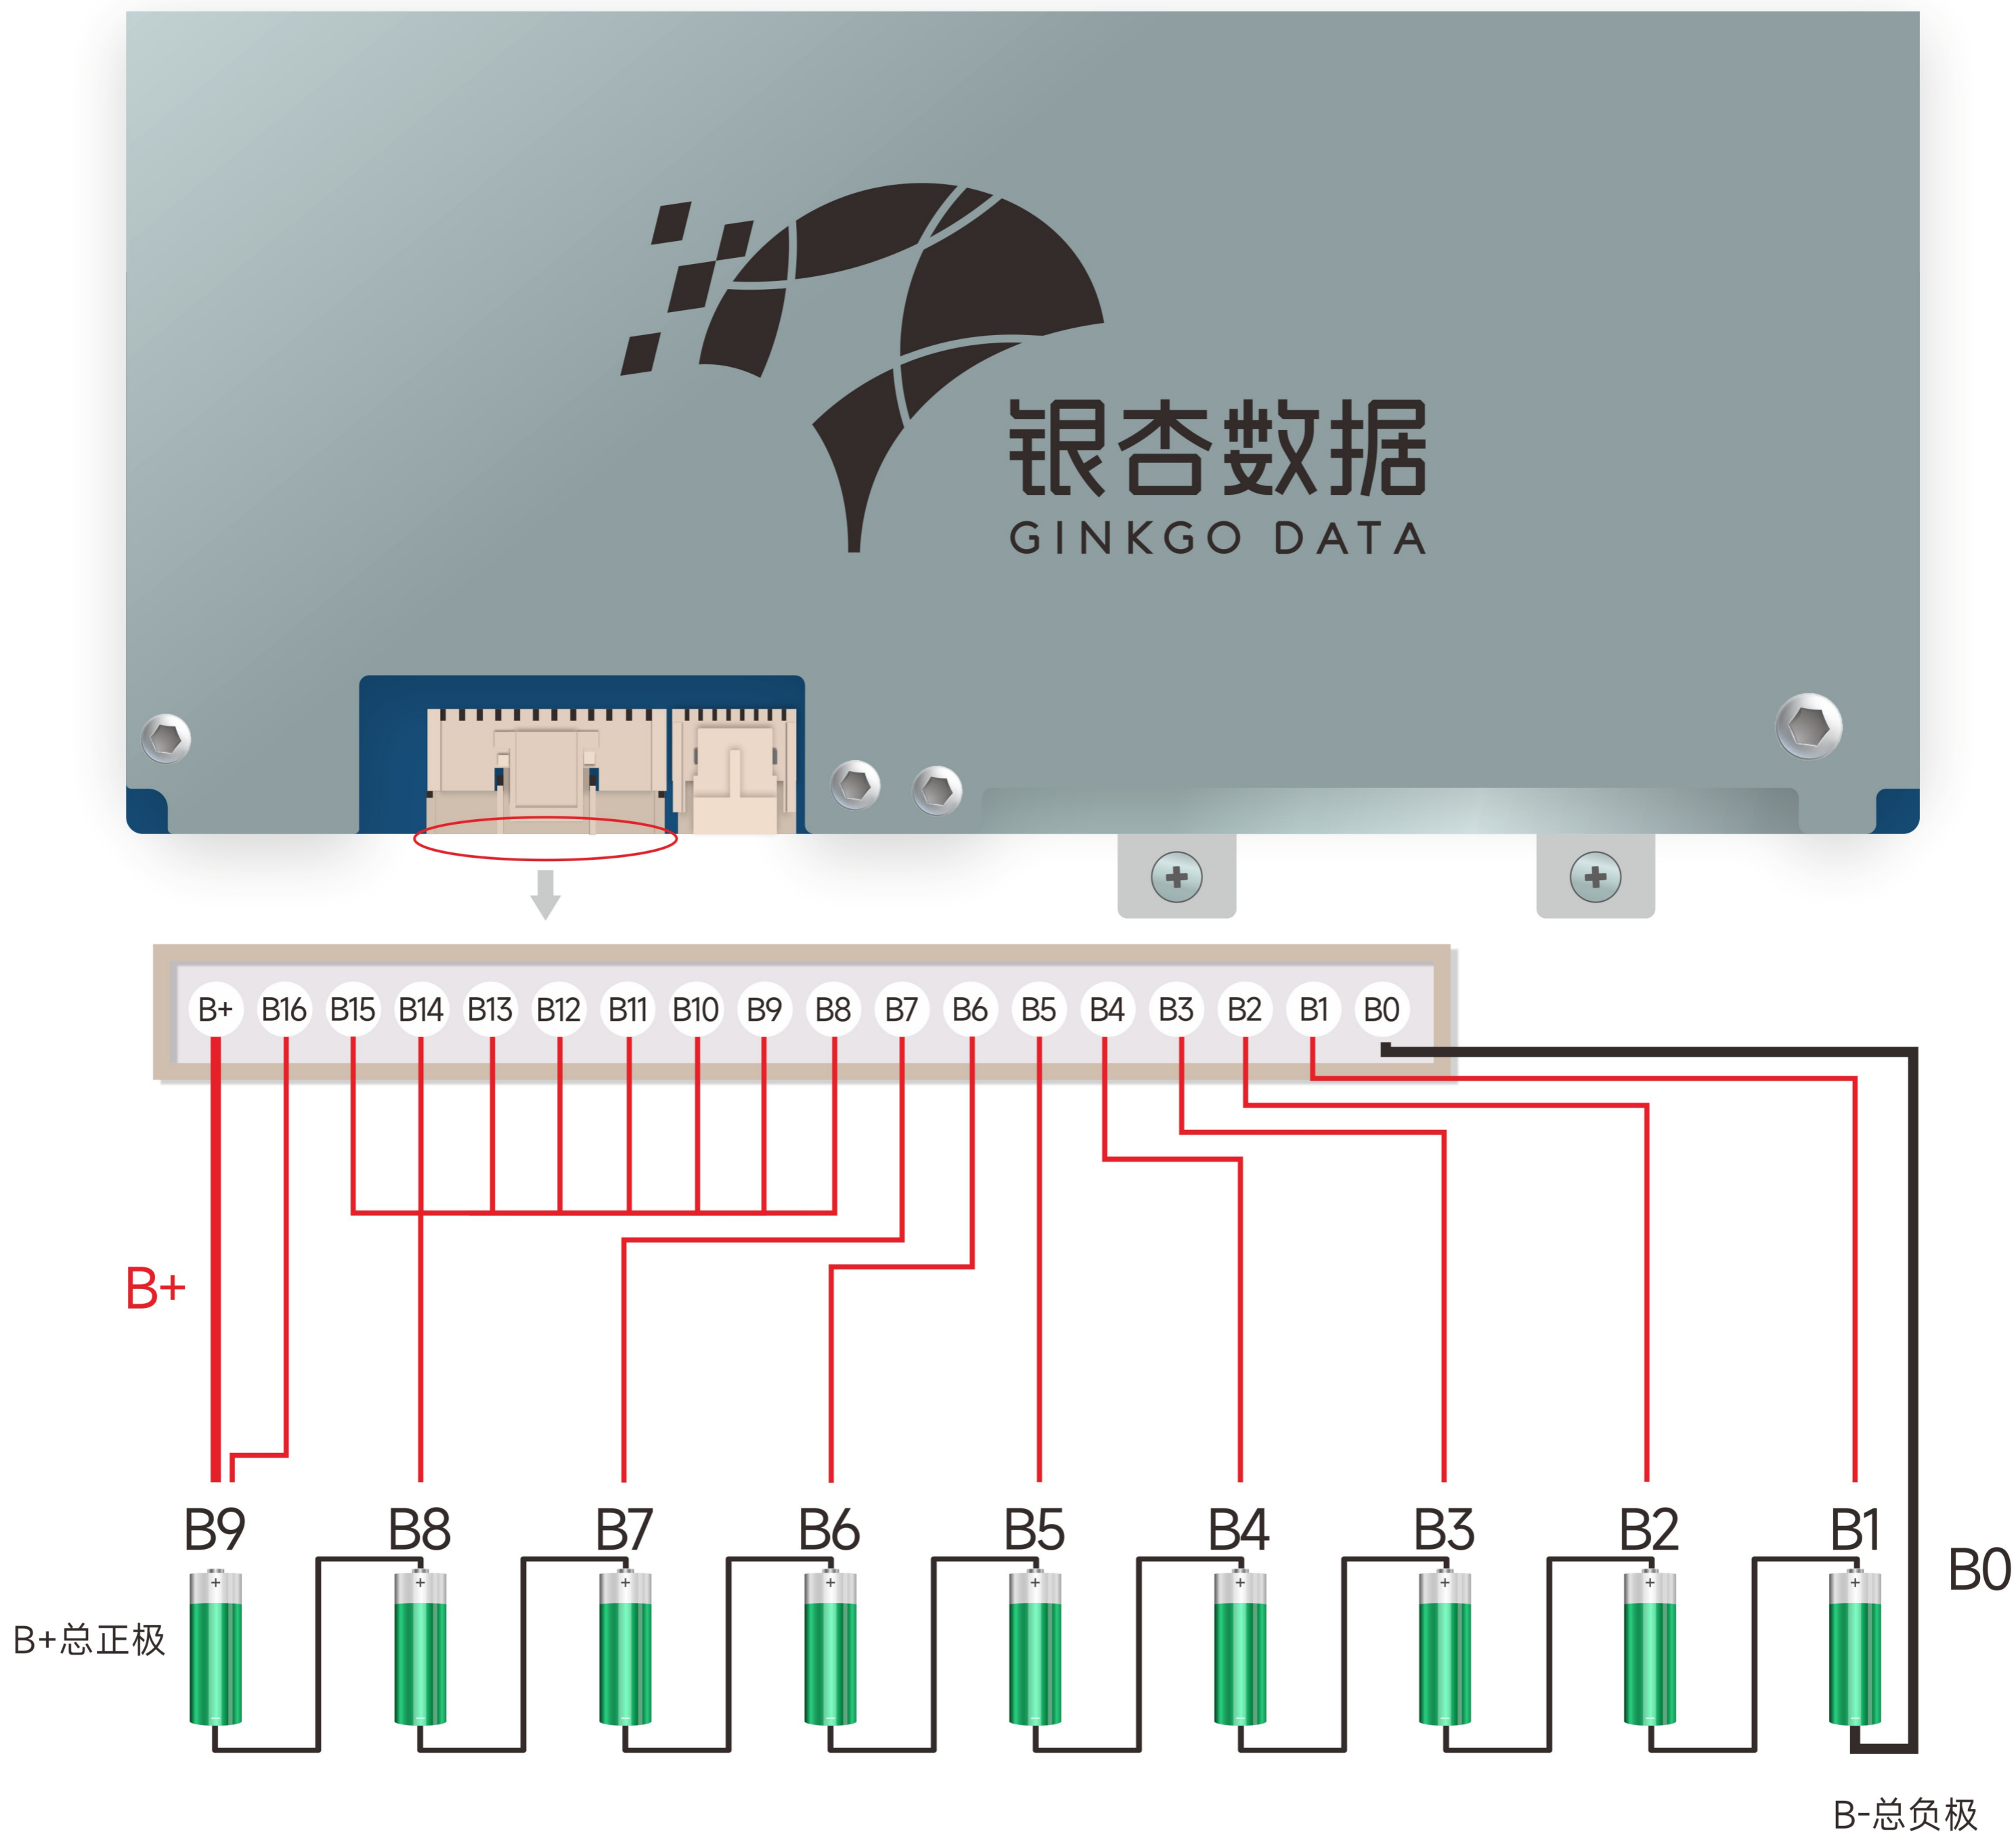 银杏数据
GINKGO DATA
B+ B16 B15 B14 B13 B12 B11 B10 B9 B8 B7 B6 B5 B4 B3 B2 B1 B0
B+
B9 B8 B7 B6 B5 B4 B3 B2 B1
B0
+ + + + + + + + +
B+总正极
- - - - - - - - -
B-总负极